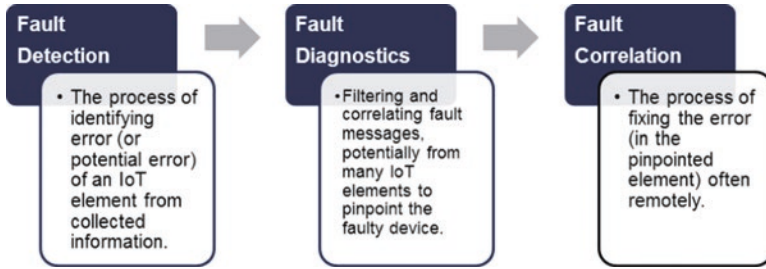 Fault
Detection
• The process of
identifying
error (or
potential error)
of an IoT
element from
collected
information.
Fault
Diagnostics
•Filtering and
correlating fault
messages,
potentially from
many IoT
elements to
pinpoint the
faulty device.
Fault
Correlation
• The process of
fixing the error
(in the
pinpointed
element) often
remotely.